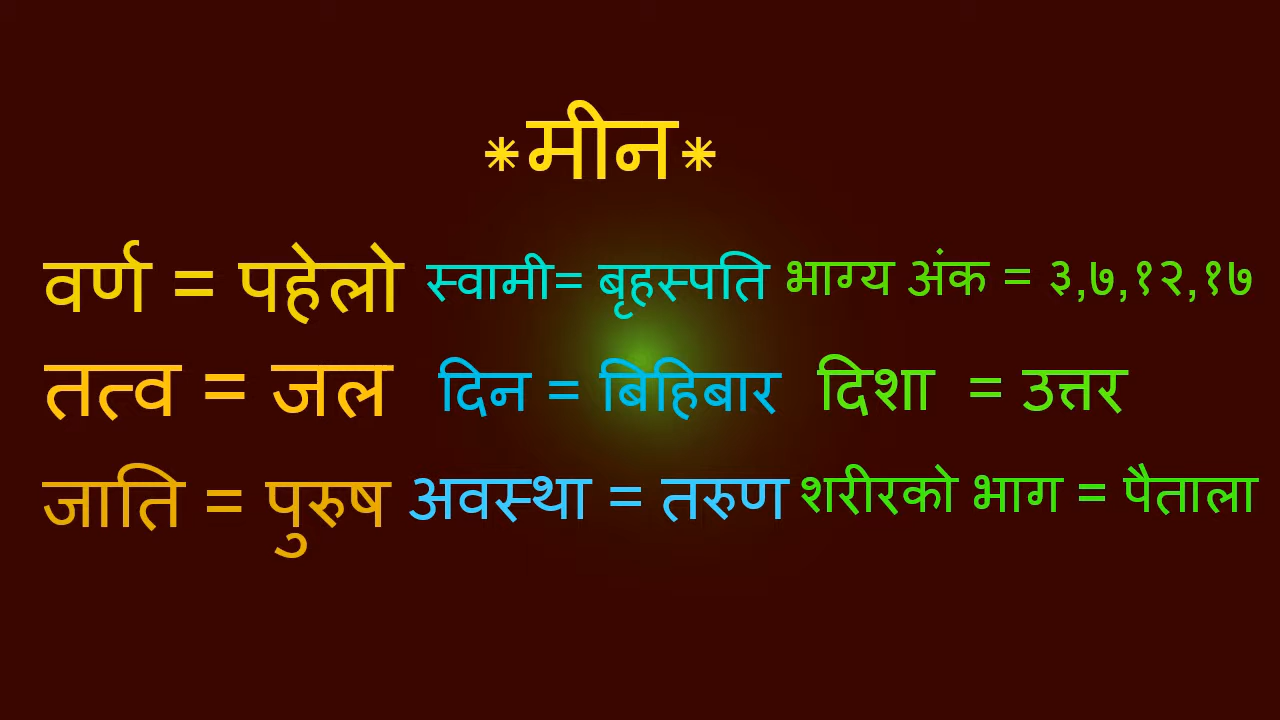 *मीन*
वर्ण = पहेलो स्वामी= बृहस्पति भाग्य अंक = ३,७,१२,१७
तत्व = जल दिन = बिहिबार दिशा = उत्तर
जाति = पुरुष अवस्था = तरुण शरीरको भाग = पैताला